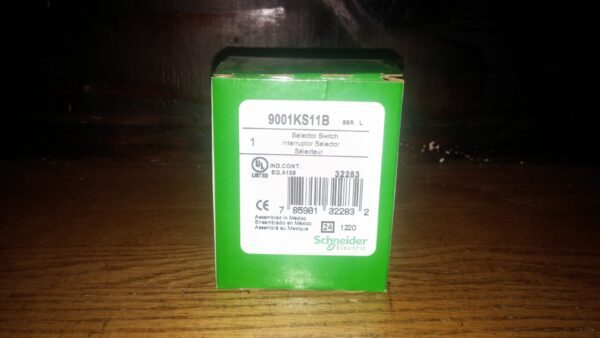 9001KS11B SER. L
1
Selector Switch
Interruptor Selector
Sélecteur
UL
LISTED
IND.CONT.
EQ.A109
32283
CE
7 85901 32283 2
Assembled in Mexico
Ensamblado en México
Assemblé au Mexique
24 1220
Schneider
Electric